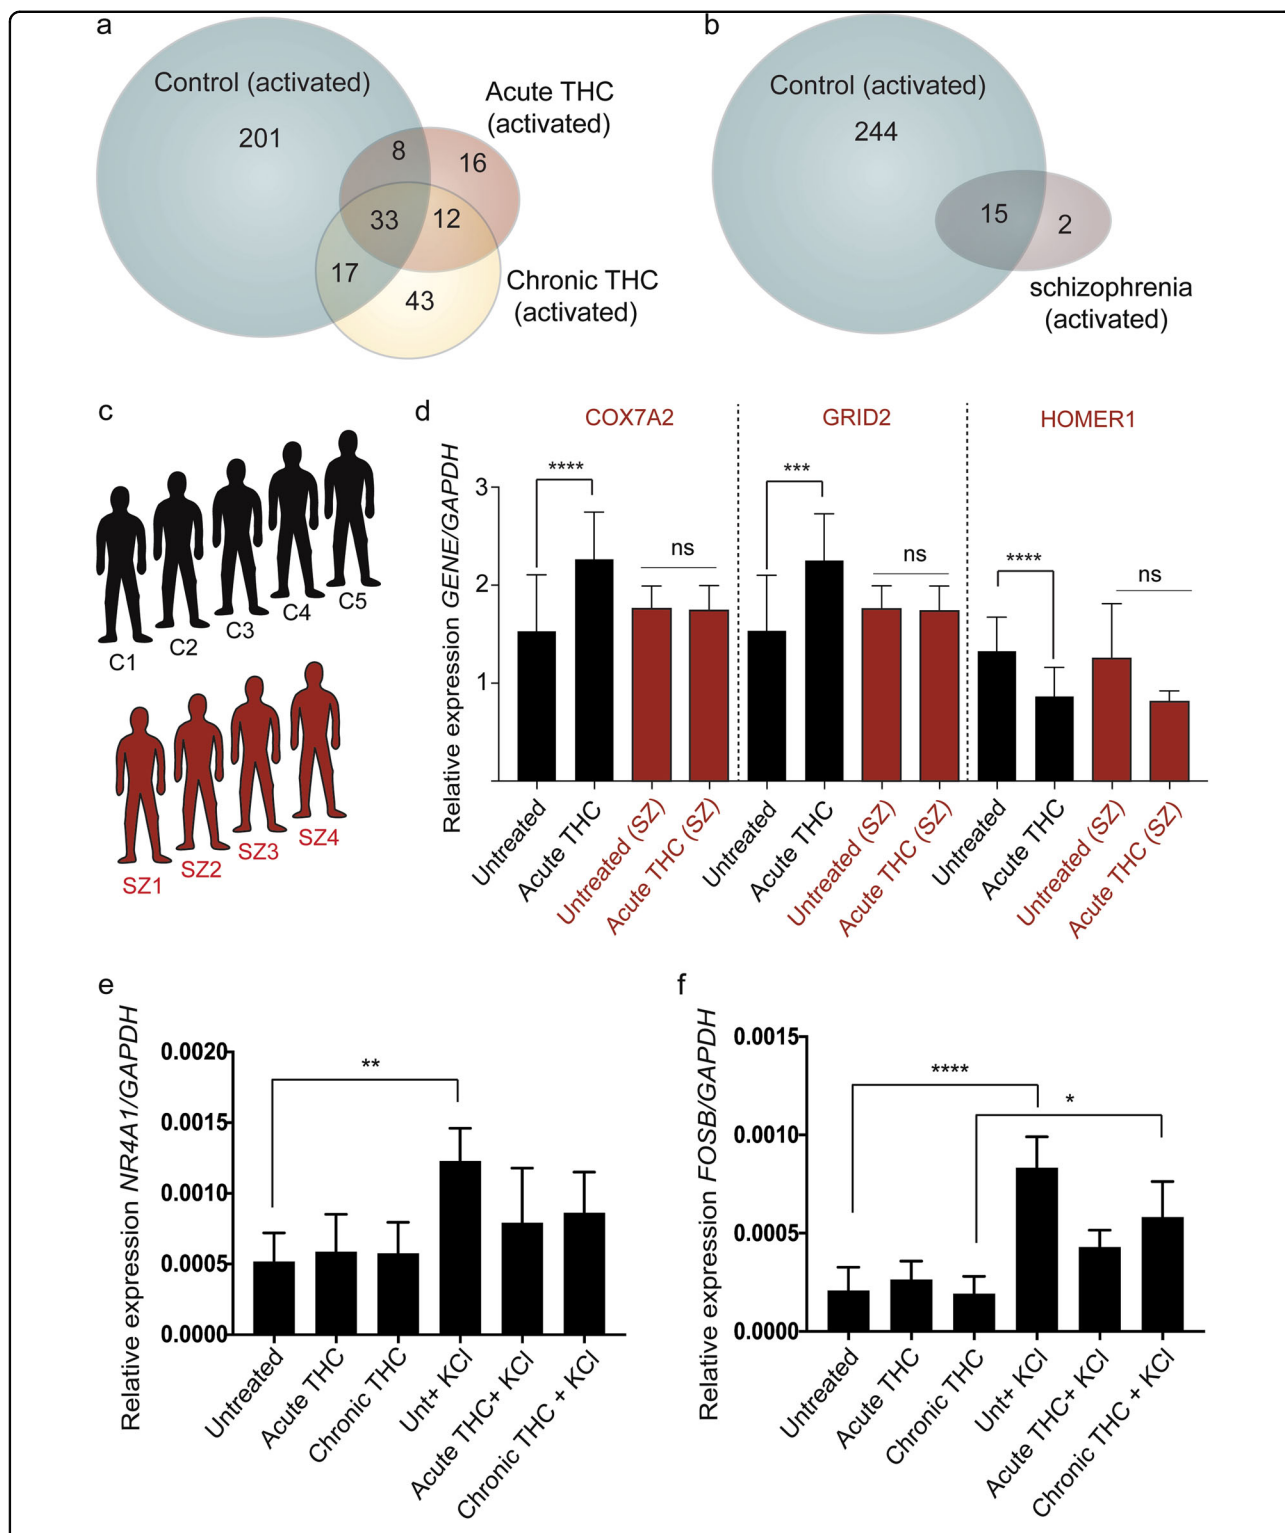 a
Control (activated)
201
Acute THC
(activated)
8
16
33
12
17
43
Chronic THC
(activated)
b
Control (activated)
244
15
2
schizophrenia
(activated)
c
C1
C2
C3
C4
C5
SZ1
SZ2
SZ3
SZ4
d
COX7A2
GRID2
HOMER1
Relative expression GENE/GAPDH
3
2
1
****
ns
***
ns
****
ns
Untreated
Acute THC
Untreated (SZ)
Acute THC (SZ)
Untreated
Acute THC
Untreated (SZ)
Acute THC (SZ)
Untreated
Acute THC
Untreated (SZ)
Acute THC (SZ)
e
Relative expression NR4A1/GAPDH
0.0020
0.0015
0.0010
0.0005
0.0000
**
Untreated
Acute THC
Chronic THC
Unt+ KCl
Acute THC+ KCl
Chronic THC + KCl
f
Relative expression FOSB/GAPDH
0.0015
0.0010
0.0005
0.0000
****
*
Untreated
Acute THC
Chronic THC
Unt+ KCl
Acute THC+ KCl
Chronic THC + KCl